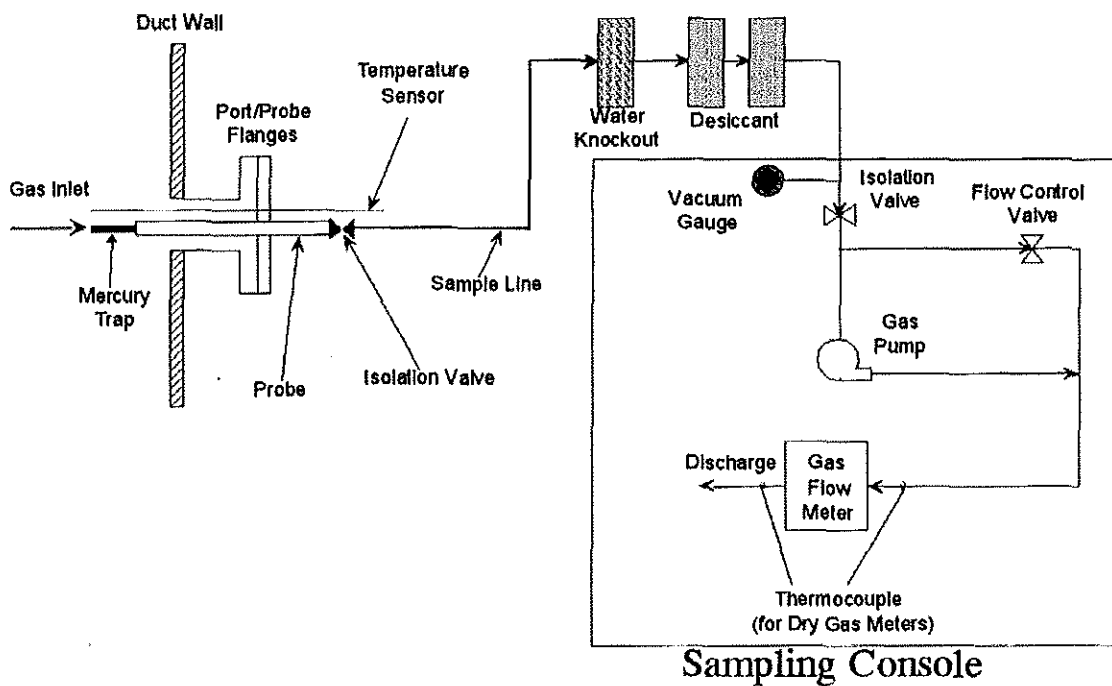 Duct Wall
Temperature
Sensor
Port/Probe
Flanges
Gas Inlet
Mercury
Trap
Probe
Isolation Valve
Sample Line
Water
Knockout
Desiccant
Vacuum
Gauge
Isolation
Valve
Flow Control
Valve
Gas
Pump
Discharge
Gas
Flow
Meter
Thermocouple
(for Dry Gas Meters)
Sampling Console